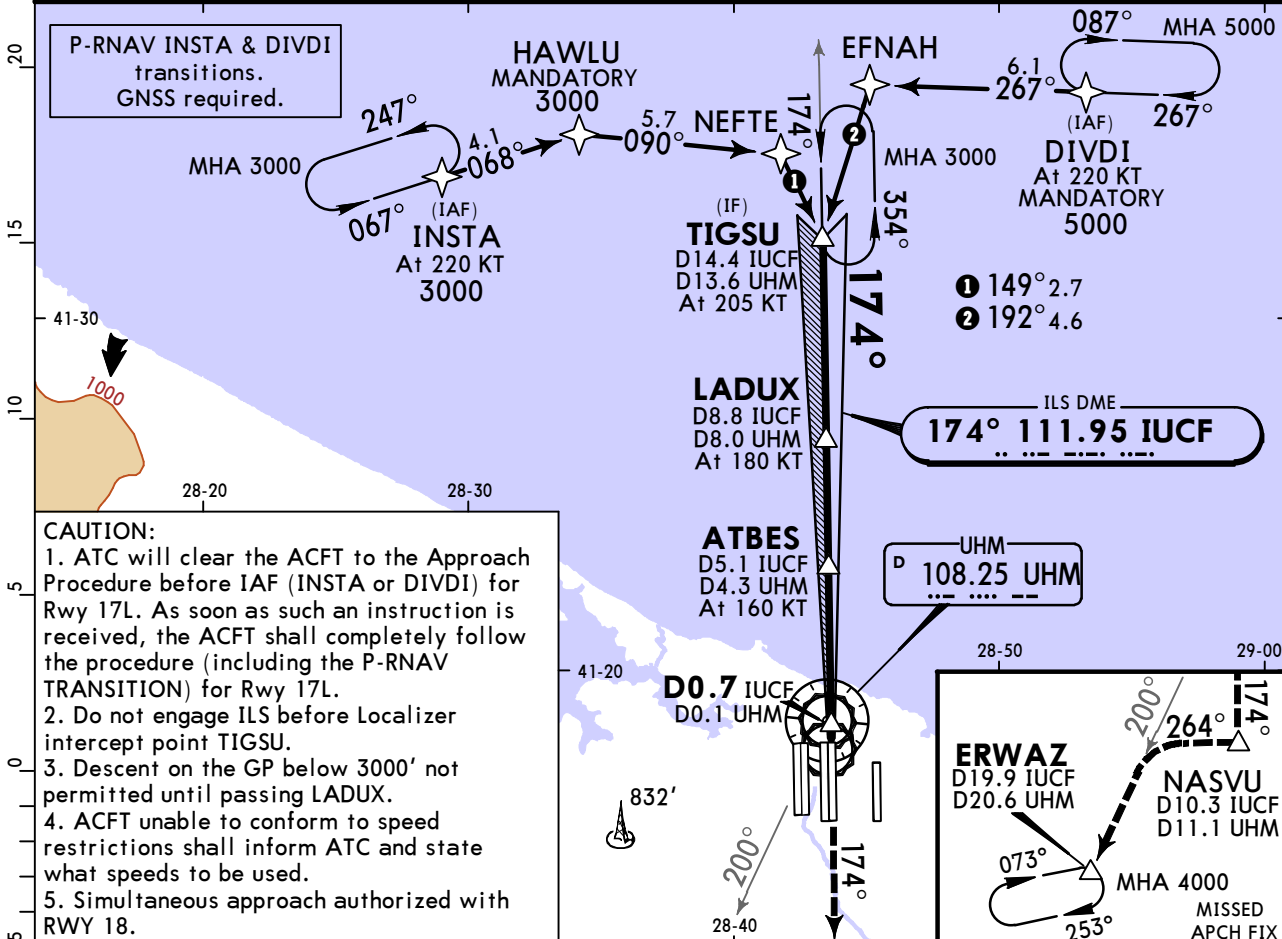 P-RNAV INSTA & DIVDI
transitions.
GNSS required.
HAWLU
MANDATORY
3000
EFNAH
087°
MHA 5000
6.1
267°
267°
(IAF)
DIVDI
At 220 KT
MANDATORY
5000
247°
MHA 3000
067°
4.1
068°
(IAF)
INSTA
At 220 KT
3000
5.7
090°
NEFTE
174°
❷
❶
MHA 3000
354°
(IF)
TIGSU
D14.4 IUCF
D13.6 UHM
At 205 KT
174°
❶ 149° 2.7
❷ 192° 4.6
20
15
10
5
0
5
41-30
1000
28-20
28-30
LADUX
D8.8 IUCF
D8.0 UHM
At 180 KT
ILS DME
174° 111.95 IUCF
ATBES
D5.1 IUCF
D4.3 UHM
At 160 KT
UHM
D 108.25 UHM
41-20
D0.7 IUCF
D0.1 UHM
832'
200°
174°
28-40
28-50
29-00
CAUTION:
1. ATC will clear the ACFT to the Approach
Procedure before IAF (INSTA or DIVDI) for
Rwy 17L. As soon as such an instruction is
received, the ACFT shall completely follow
the procedure (including the P-RNAV
TRANSITION) for Rwy 17L.
2. Do not engage ILS before Localizer
intercept point TIGSU.
3. Descent on the GP below 3000' not
permitted until passing LADUX.
4. ACFT unable to conform to speed
restrictions shall inform ATC and state
what speeds to be used.
5. Simultaneous approach authorized with
RWY 18.
200°
264°
174°
ERWAZ
D19.9 IUCF
D20.6 UHM
NASVU
D10.3 IUCF
D11.1 UHM
073°
253°
MHA 4000
MISSED
APCH FIX